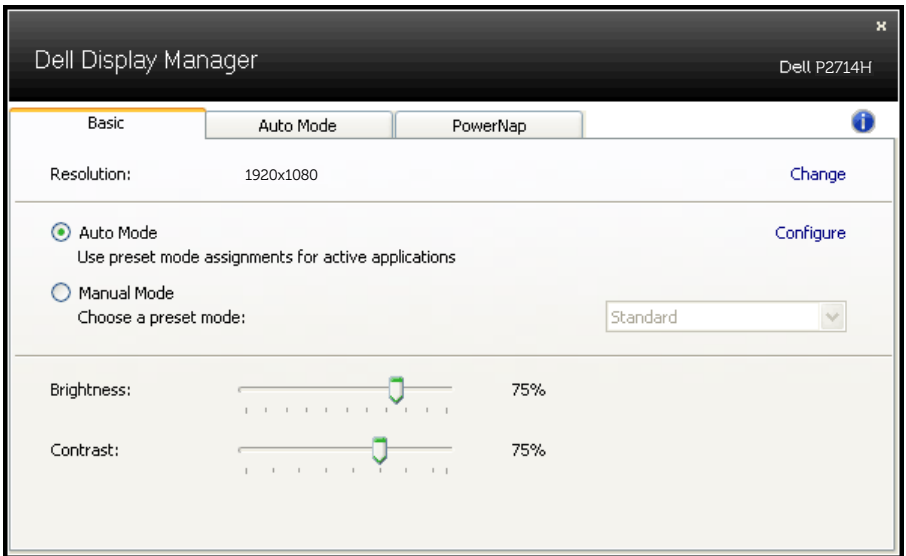 Dell Display Manager
Dell P2714H
Basic Auto Mode PowerNap
Resolution: 1920x1080 Change
Auto Mode Configure
Use preset mode assignments for active applications
Manual Mode
Choose a preset mode: Standard
Brightness: 75%
Contrast: 75%